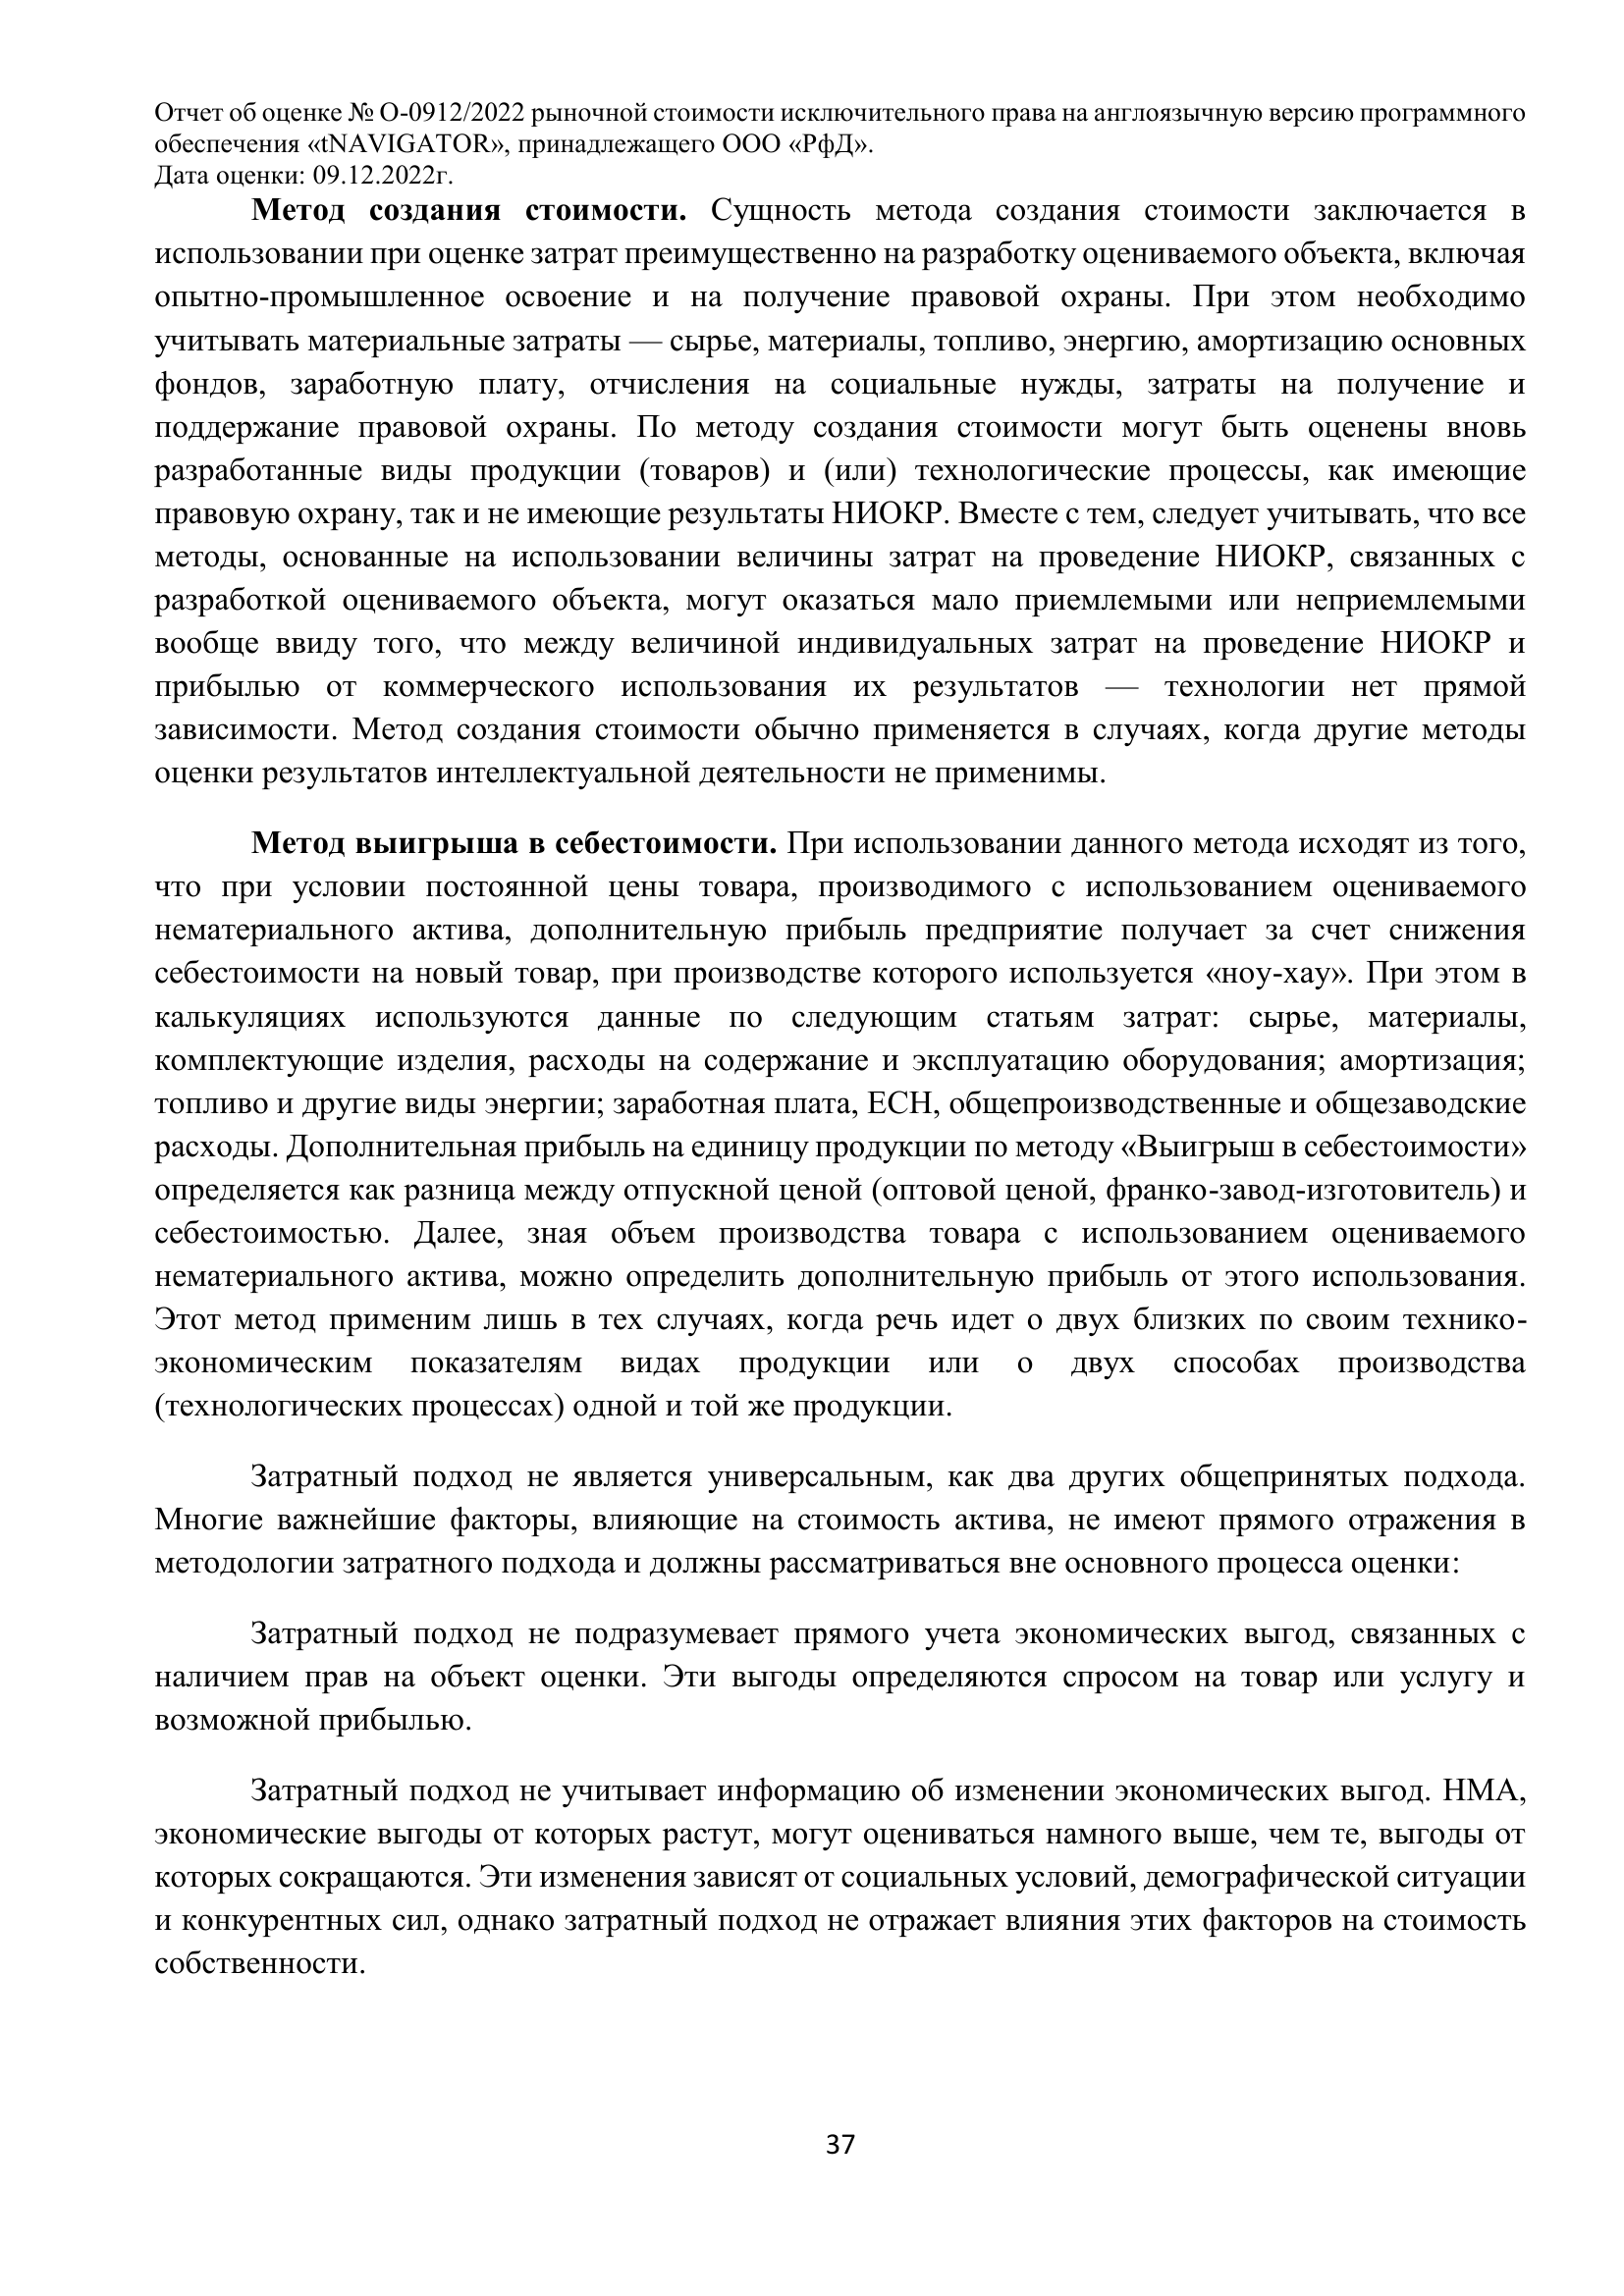 Отчет об оценке № О-0912/2022 рыночной стоимости исключительного права на англоязычную версию программного
обеспечения «tNAVIGATOR», принадлежащего ООО «РфД».
Дата оценки: 09.12.2022г.
Метод создания стоимости. Сущность метода создания стоимости заключается в
использовании при оценке затрат преимущественно на разработку оцениваемого объекта, включая
опытно-промышленное освоение и на получение правовой охраны. При этом необходимо
учитывать материальные затраты — сырье, материалы, топливо, энергию, амортизацию основных
фондов, заработную плату, отчисления на социальные нужды, затраты на получение и
поддержание правовой охраны. По методу создания стоимости могут быть оценены вновь
разработанные виды продукции (товаров) и (или) технологические процессы, как имеющие
правовую охрану, так и не имеющие результаты НИОКР. Вместе с тем, следует учитывать, что все
методы, основанные на использовании величины затрат на проведение НИОКР, связанных с
разработкой оцениваемого объекта, могут оказаться мало приемлемыми или неприемлемыми
вообще ввиду того, что между величиной индивидуальных затрат на проведение НИОКР и
прибылью от коммерческого использования их результатов — технологии нет прямой
зависимости. Метод создания стоимости обычно применяется в случаях, когда другие методы
оценки результатов интеллектуальной деятельности не применимы.
Метод выигрыша в себестоимости. При использовании данного метода исходят из того,
что при условии постоянной цены товара, производимого с использованием оцениваемого
нематериального актива, дополнительную прибыль предприятие получает за счет снижения
себестоимости на новый товар, при производстве которого используется «ноу-хау». При этом в
калькуляциях используются данные по следующим статьям затрат: сырье, материалы,
комплектующие изделия, расходы на содержание и эксплуатацию оборудования; амортизация;
топливо и другие виды энергии; заработная плата, ЕСН, общепроизводственные и общезаводские
расходы. Дополнительная прибыль на единицу продукции по методу «Выигрыш в себестоимости»
определяется как разница между отпускной ценой (оптовой ценой, франко-завод-изготовитель) и
себестоимостью. Далее, зная объем производства товара с использованием оцениваемого
нематериального актива, можно определить дополнительную прибыль от этого использования.
Этот метод применим лишь в тех случаях, когда речь идет о двух близких по своим технико-
экономическим показателям видах продукции или о двух способах производства
(технологических процессах) одной и той же продукции.
Затратный подход не является универсальным, как два других общепринятых подхода.
Многие важнейшие факторы, влияющие на стоимость актива, не имеют прямого отражения в
методологии затратного подхода и должны рассматриваться вне основного процесса оценки:
Затратный подход не подразумевает прямого учета экономических выгод, связанных с
наличием прав на объект оценки. Эти выгоды определяются спросом на товар или услугу и
возможной прибылью.
Затратный подход не учитывает информацию об изменении экономических выгод. НМА,
экономические выгоды от которых растут, могут оцениваться намного выше, чем те, выгоды от
которых сокращаются. Эти изменения зависят от социальных условий, демографической ситуации
и конкурентных сил, однако затратный подход не отражает влияния этих факторов на стоимость
собственности.
37